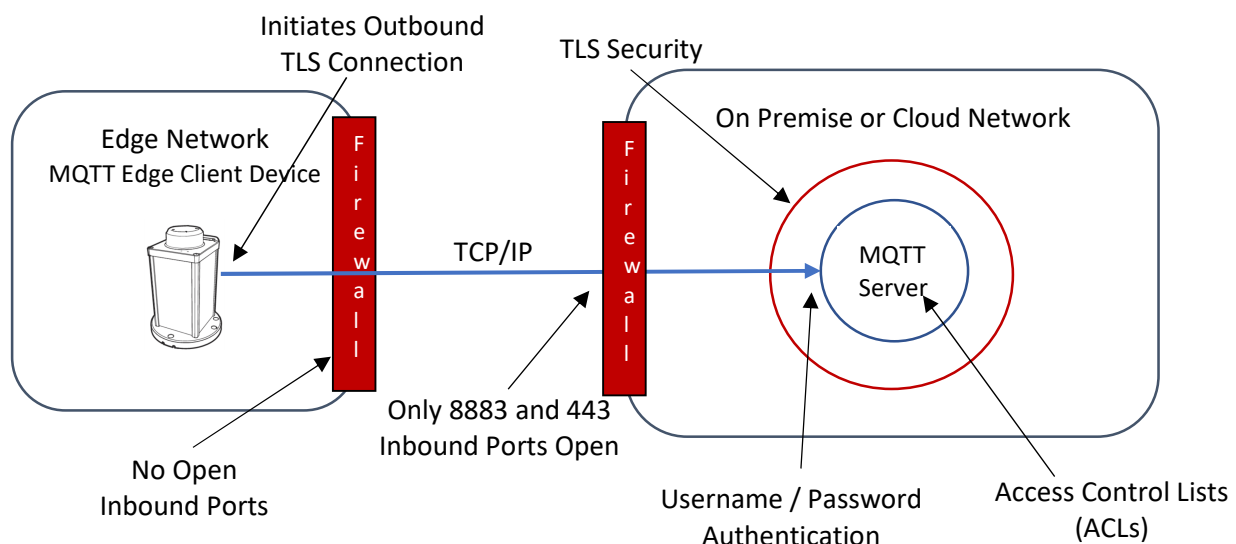 Initiates Outbound
TLS Connection
TLS Security
Edge Network
MQTT Edge Client Device
Firewall
TCP/IP
Firewall
On Premise or Cloud Network
MQTT
Server
No Open
Inbound Ports
Only 8883 and 443
Inbound Ports Open
Username / Password
Authentication
Access Control Lists
(ACLs)